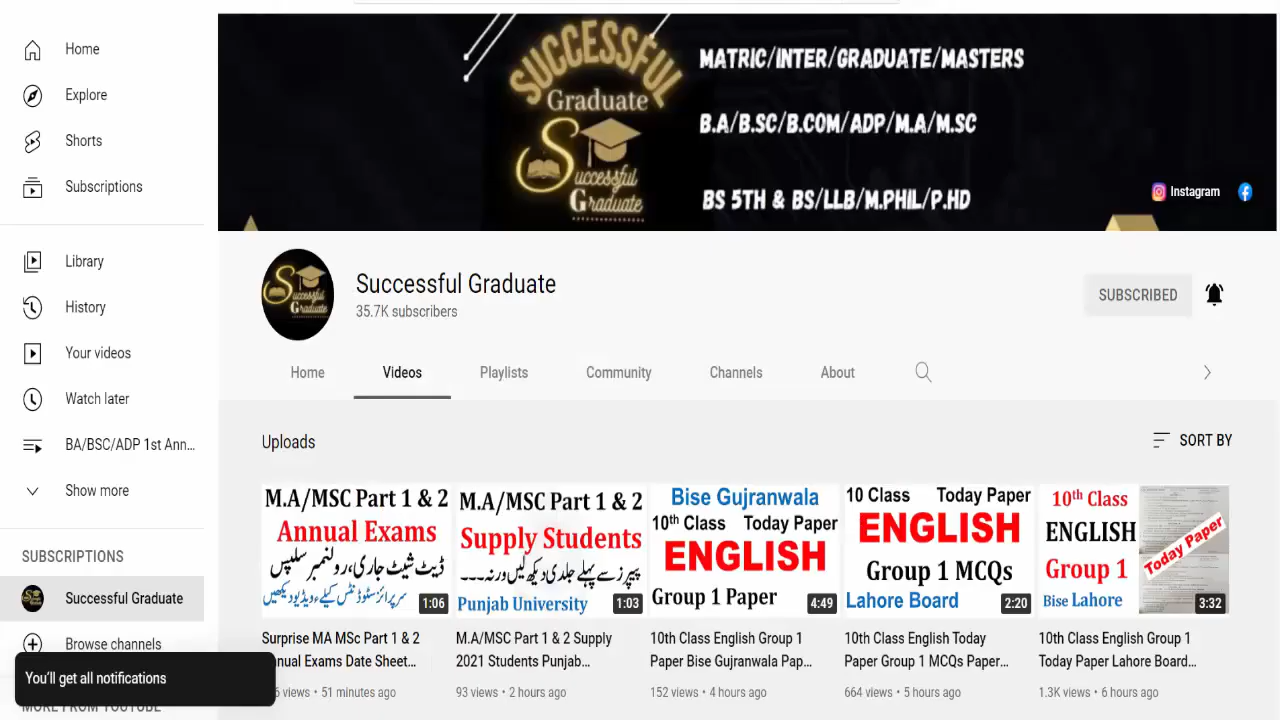 Home
Explore
Shorts
Subscriptions
Library
History
Your videos
Watch later
BA/BSC/ADP 1st Ann...
Show more
SUBSCRIPTIONS
Successful Graduate
Browse channels
You'll get all notifications
MORE FROM YOUTUBE
SUCCESSFUL
Graduate
Successful
Graduate
MATRIC/INTER/GRADUATE/MASTERS
B.A/B.SC/B.COM/ADP/M.A/M.SC
BS 5TH & BS/LLB/M.PHIL/P.HD
Instagram
Successful Graduate
35.7K subscribers
SUBSCRIBED
Home Videos Playlists Community Channels About
Uploads
SORT BY
M.A/MSC Part 1 & 2
Annual Exams
ڈیٹ شیٹ جاری، رولنمبر سلپس
سرپرائز سٹوڈنٹس کیلئے ویڈیو دیکھیں
1:06
Surprise MA MSc Part 1 & 2
Annual Exams Date Sheet...
views • 51 minutes ago
M.A/MSC Part 1 & 2
Supply Students
پیپرز سے پہلے جلدی دیکھ لیں ورنہ...
Punjab University
1:03
M.A/MSC Part 1 & 2 Supply
2021 Students Punjab...
93 views • 2 hours ago
Bise Gujranwala
10th Class Today Paper
ENGLISH
Group 1 Paper
4:49
10th Class English Group 1
Paper Bise Gujranwala Pap...
152 views • 4 hours ago
10 Class Today Paper
ENGLISH
Group 1 MCQs
Lahore Board
2:20
10th Class English Today
Paper Group 1 MCQs Paper...
664 views • 5 hours ago
10th Class
ENGLISH
Group 1
Bise Lahore
Today Paper
3:32
10th Class English Group 1
Today Paper Lahore Board...
1.3K views • 6 hours ago